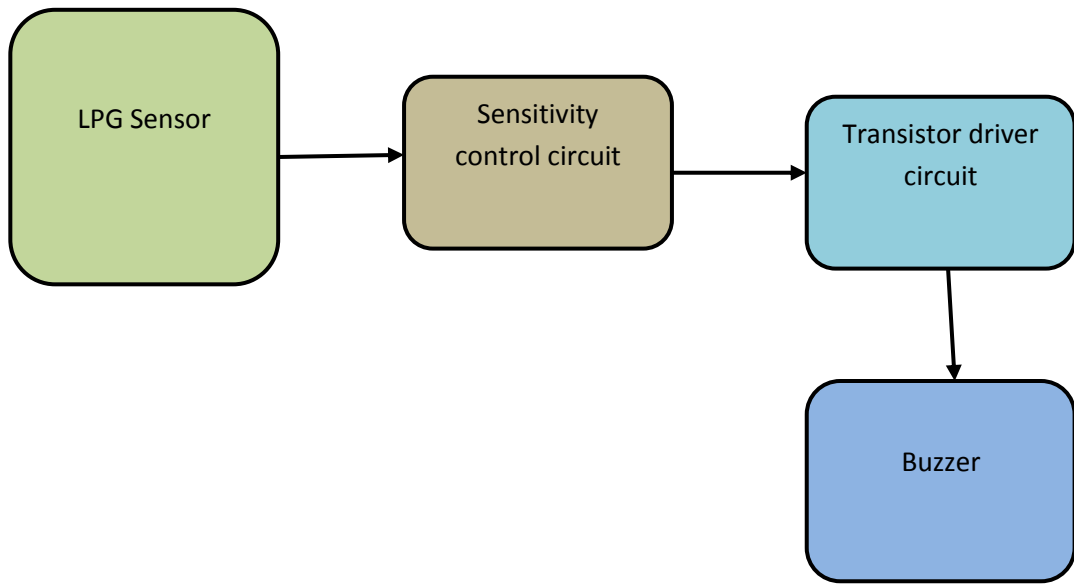 LPG Sensor
Sensitivity
control circuit
Transistor driver
circuit
Buzzer